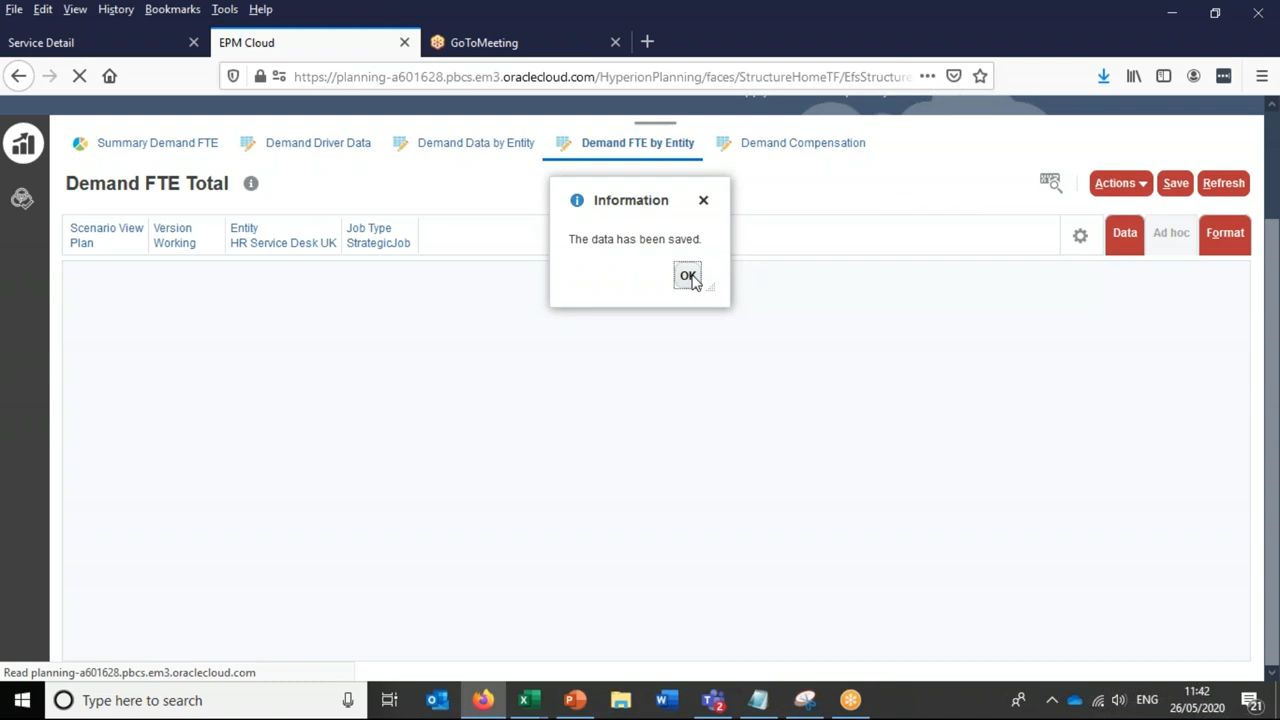 File Edit View History Bookmarks Tools Help
Service Detail
EPM Cloud
GoToMeeting
https://planning-a601628.pbcs.em3.oraclecloud.com/HyperionPlanning/faces/StructureHomeTF/EfsStructure
Summary Demand FTE
Demand Driver Data
Demand Data by Entity
Demand FTE by Entity
Demand Compensation
Demand FTE Total
Actions
Save
Refresh
Scenario View
Plan
Version
Working
Entity
HR Service Desk UK
Job Type
StrategicJob
Data
Ad hoc
Format
Information
The data has been saved.
OK
Read planning-a601628.pbcs.em3.oraclecloud.com
Type here to search
2
ENG
11:42
26/05/2020
21